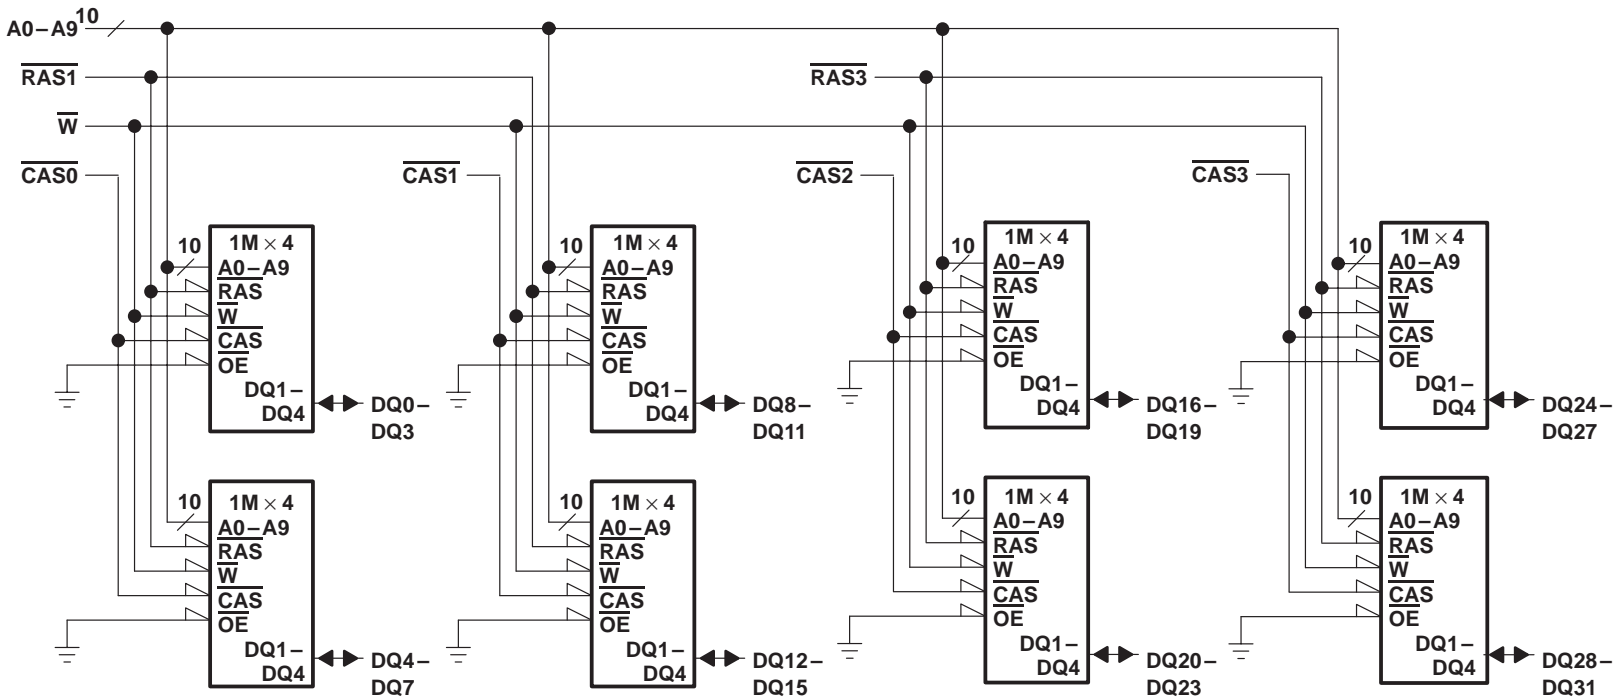 A0–A9 10
RAS1
RAS3
W
CAS0
CAS1
CAS2
CAS3
10
1M × 4
A0–A9
RAS
W
CAS
OE
DQ1–
DQ4
DQ0–
DQ3
10
1M × 4
A0–A9
RAS
W
CAS
OE
DQ1–
DQ4
DQ8–
DQ11
10
1M × 4
A0–A9
RAS
W
CAS
OE
DQ1–
DQ4
DQ16–
DQ19
10
1M × 4
A0–A9
RAS
W
CAS
OE
DQ1–
DQ4
DQ24–
DQ27
10
1M × 4
A0–A9
RAS
W
CAS
OE
DQ1–
DQ4
DQ4–
DQ7
10
1M × 4
A0–A9
RAS
W
CAS
OE
DQ1–
DQ4
DQ12–
DQ15
10
1M × 4
A0–A9
RAS
W
CAS
OE
DQ1–
DQ4
DQ20–
DQ23
10
1M × 4
A0–A9
RAS
W
CAS
OE
DQ1–
DQ4
DQ28–
DQ31